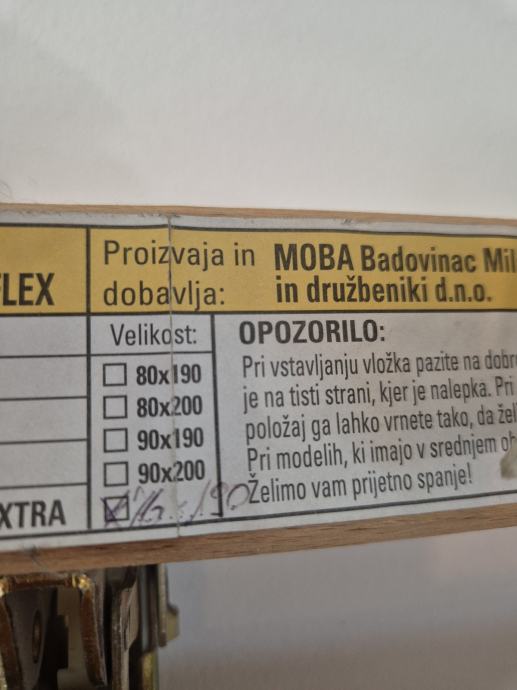 FLEX
Proizvaja in
dobavlja:
MOBA Badovinac Mil
in družbeniki d.n.o.
Velikost:
80x190
80x200
90x190
90x200
XTRA
OPOZORILO:
Pri vstavljanju vložka pazite na dobro
je na tisti strani, kjer je nalepka. Pri
položaj ga lahko vrnete tako, da žel
Pri modelih, ki imajo v srednjem
Želimo vam prijetno spanje!